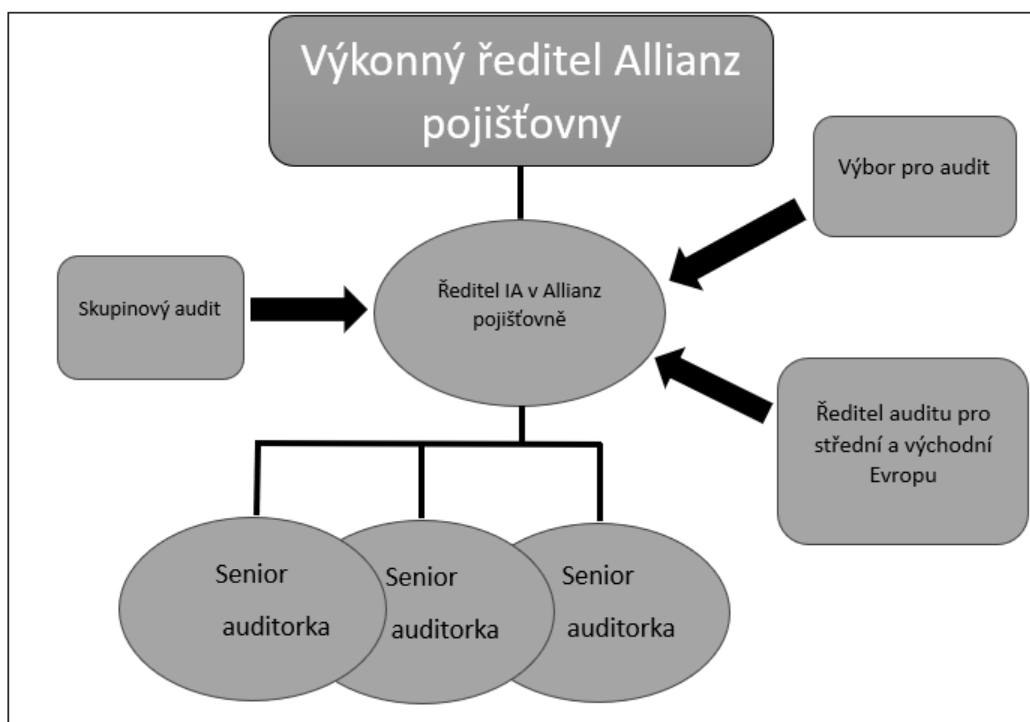 Výkonný ředitel Allianz
pojišťovny
Výbor pro audit
Skupinový audit
Ředitel IA v Allianz
pojišťovně
Ředitel auditu pro
střední a východní
Evropu
Senior
auditorka
Senior
auditorka
Senior
auditorka